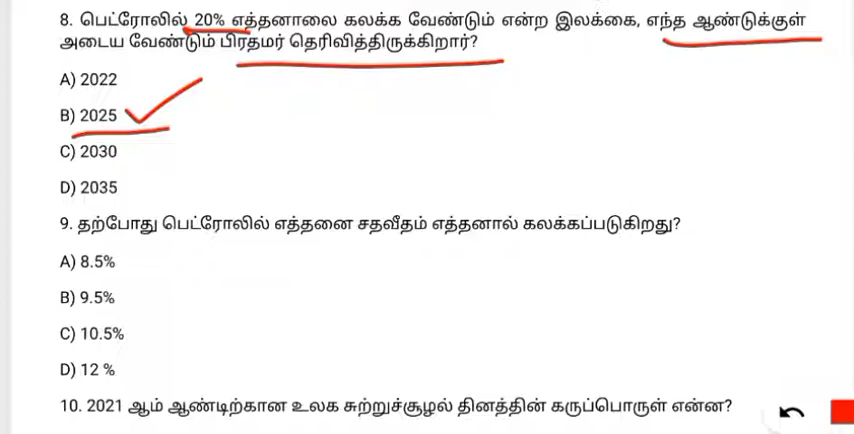 8. பெட்ரோலில் 20% எத்தனாலை கலக்க வேண்டும் என்ற இலக்கை, எந்த ஆண்டுக்குள்
அடைய வேண்டும் பிரதமர் தெரிவித்திருக்கிறார்?
A) 2022
B) 2025
C) 2030
D) 2035
9. தற்போது பெட்ரோலில் எத்தனை சதவீதம் எத்தனால் கலக்கப்படுகிறது?
A) 8.5%
B) 9.5%
C) 10.5%
D) 12 %
10. 2021 ஆம் ஆண்டிற்கான உலக சுற்றுச்சூழல் தினத்தின் கருப்பொருள் என்ன?